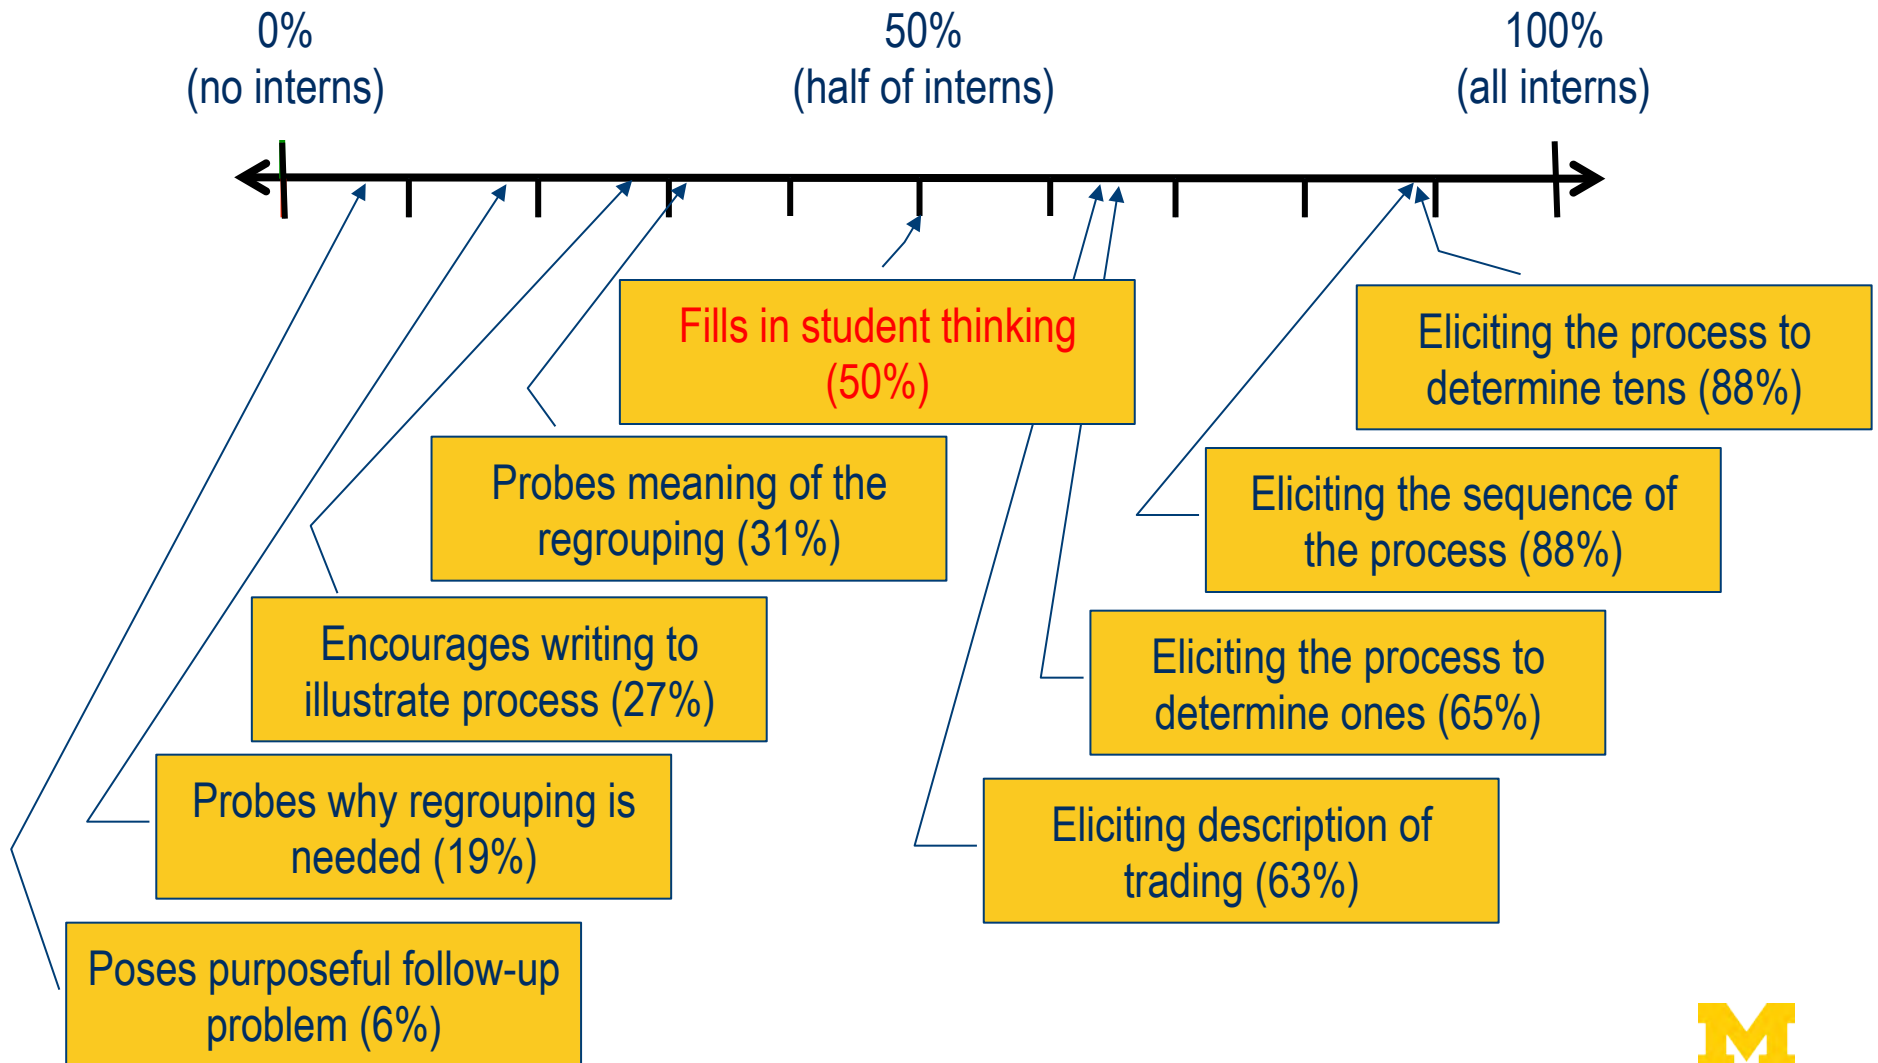 0%
(no interns)
50%
(half of interns)
100%
(all interns)
Fills in student thinking
(50%)
Eliciting the process to
determine tens (88%)
Probes meaning of the
regrouping (31%)
Eliciting the sequence of
the process (88%)
Encourages writing to
illustrate process (27%)
Eliciting the process to
determine ones (65%)
Probes why regrouping is
needed (19%)
Eliciting description of
trading (63%)
Poses purposeful follow-up
problem (6%)
M